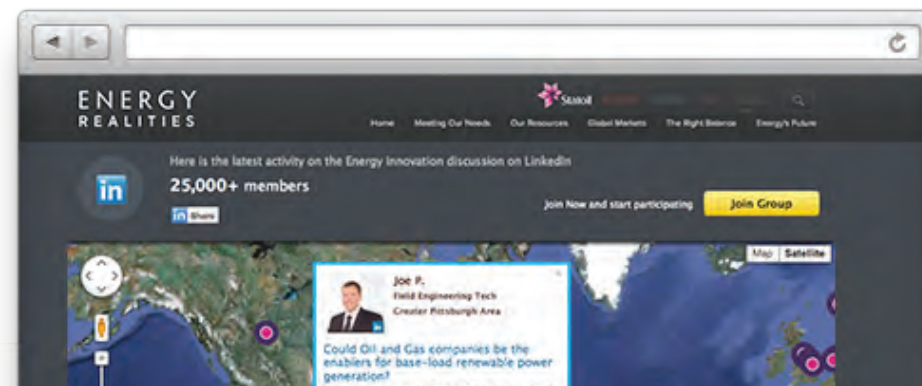 ENERGY
REALITIES
Statoil
Home Meeting Our Needs Our Resources Global Markets The Right Balance Energy's Future
Here is the latest activity on the Energy Innovation discussion on LinkedIn
in
25,000+ members
in Share
Join Now and start participating
Join Group
Map Satellite
Joe P.
Field Engineering Tech
Greater Pittsburgh Area
in
Could Oil and Gas companies be the
enablers for base-load renewable power
generation?